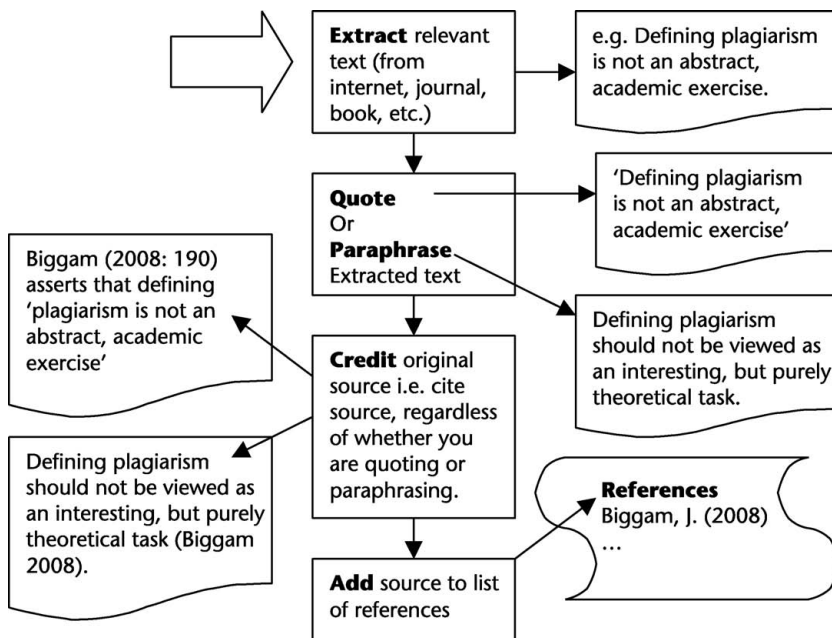 Extract relevant
text (from
internet, journal,
book, etc.)
e.g. Defining plagiarism
is not an abstract,
academic exercise.
Quote
Or
Paraphrase
Extracted text
‘Defining plagiarism
is not an abstract,
academic exercise’
Defining plagiarism
should not be viewed as
an interesting, but purely
theoretical task.
Biggam (2008: 190)
asserts that defining
‘plagiarism is not an
abstract, academic
exercise’
Credit original
source i.e. cite
source, regardless
of whether you
are quoting or
paraphrasing.
Defining plagiarism
should not be viewed as
an interesting, but purely
theoretical task (Biggam
2008).
References
Biggam, J. (2008)
...
Add source to list
of references